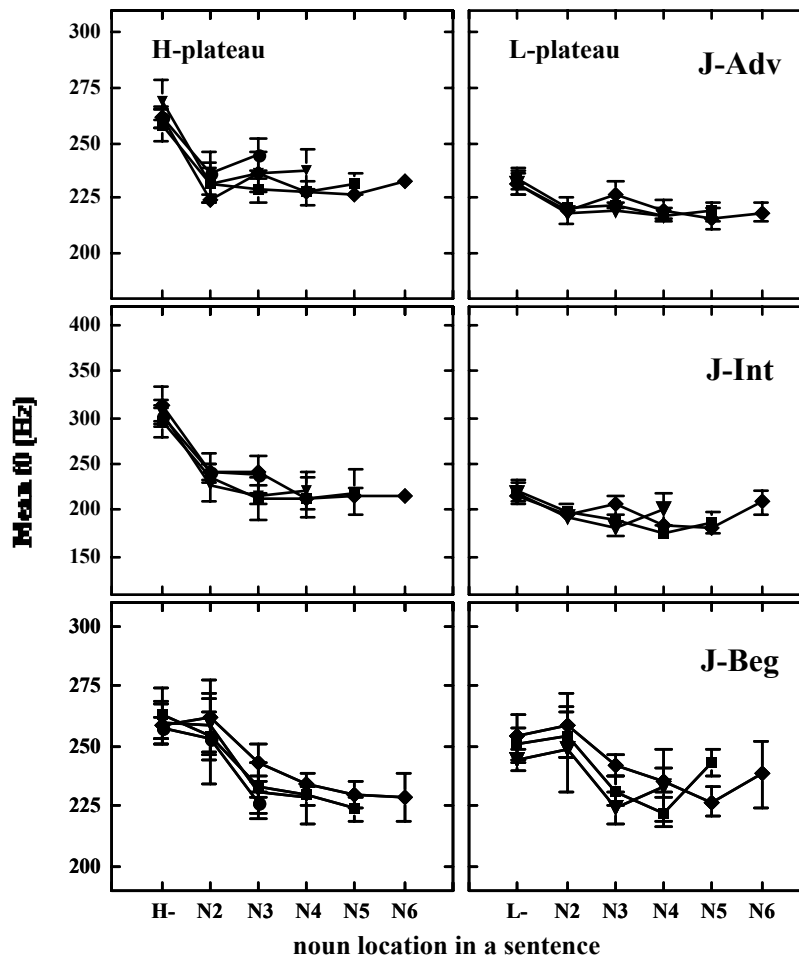 H-plateau
L-plateau
J-Adv
300
275
250
225
200
J-Int
400
350
300
250
200
150
J-Beg
300
275
250
225
200
Mean f0 (Hz)
H- N2 N3 N4 N5 N6
L- N2 N3 N4 N5 N6
noun location in a sentence